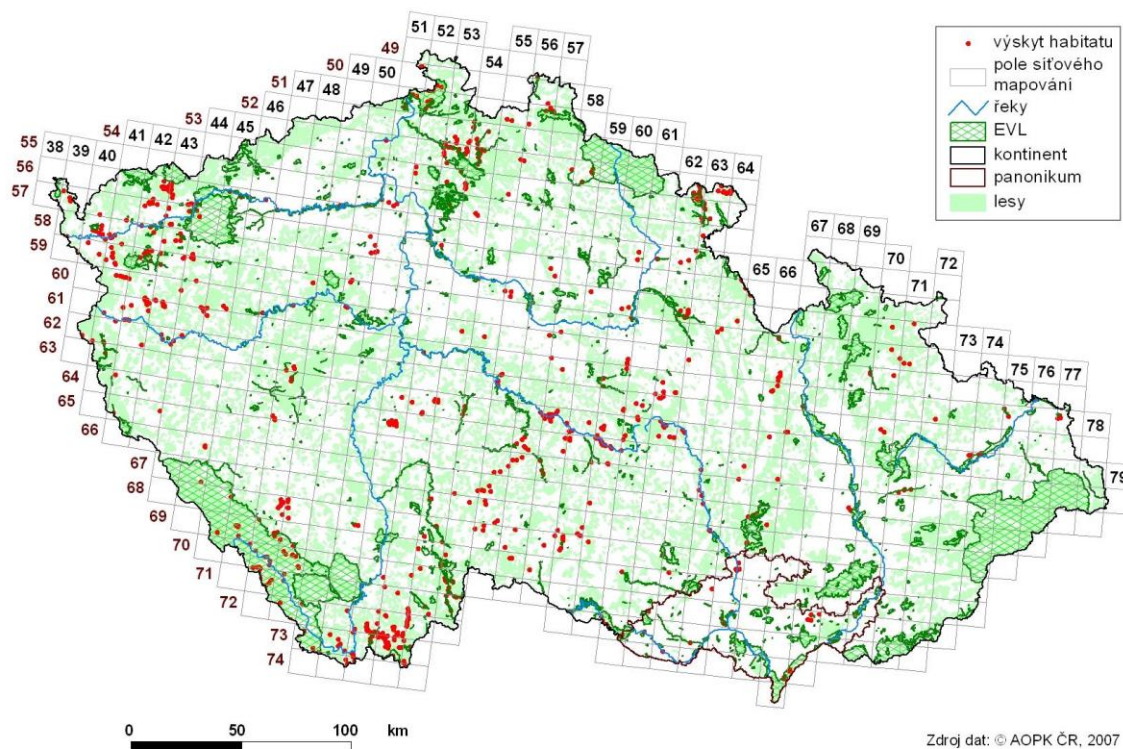 51 52 53
55 56 57
49
54
50
49 50
51
47 48
58
52
46
53
44 45
59 60 61
54
41 42 43
55
38 39 40
62 63 64
56
57
58
59
67 68 69
60
70
72
65 66
71
61
62
63
73 74
64
75 76 77
65
78
66
67
79
68
69
70
71
72
73
74
výskyt habitatu
pole síťového
mapování
řeky
EVL
kontinent
panonikum
lesy
0 50 100 km
Zdroj dat: © AOPK ČR, 2007